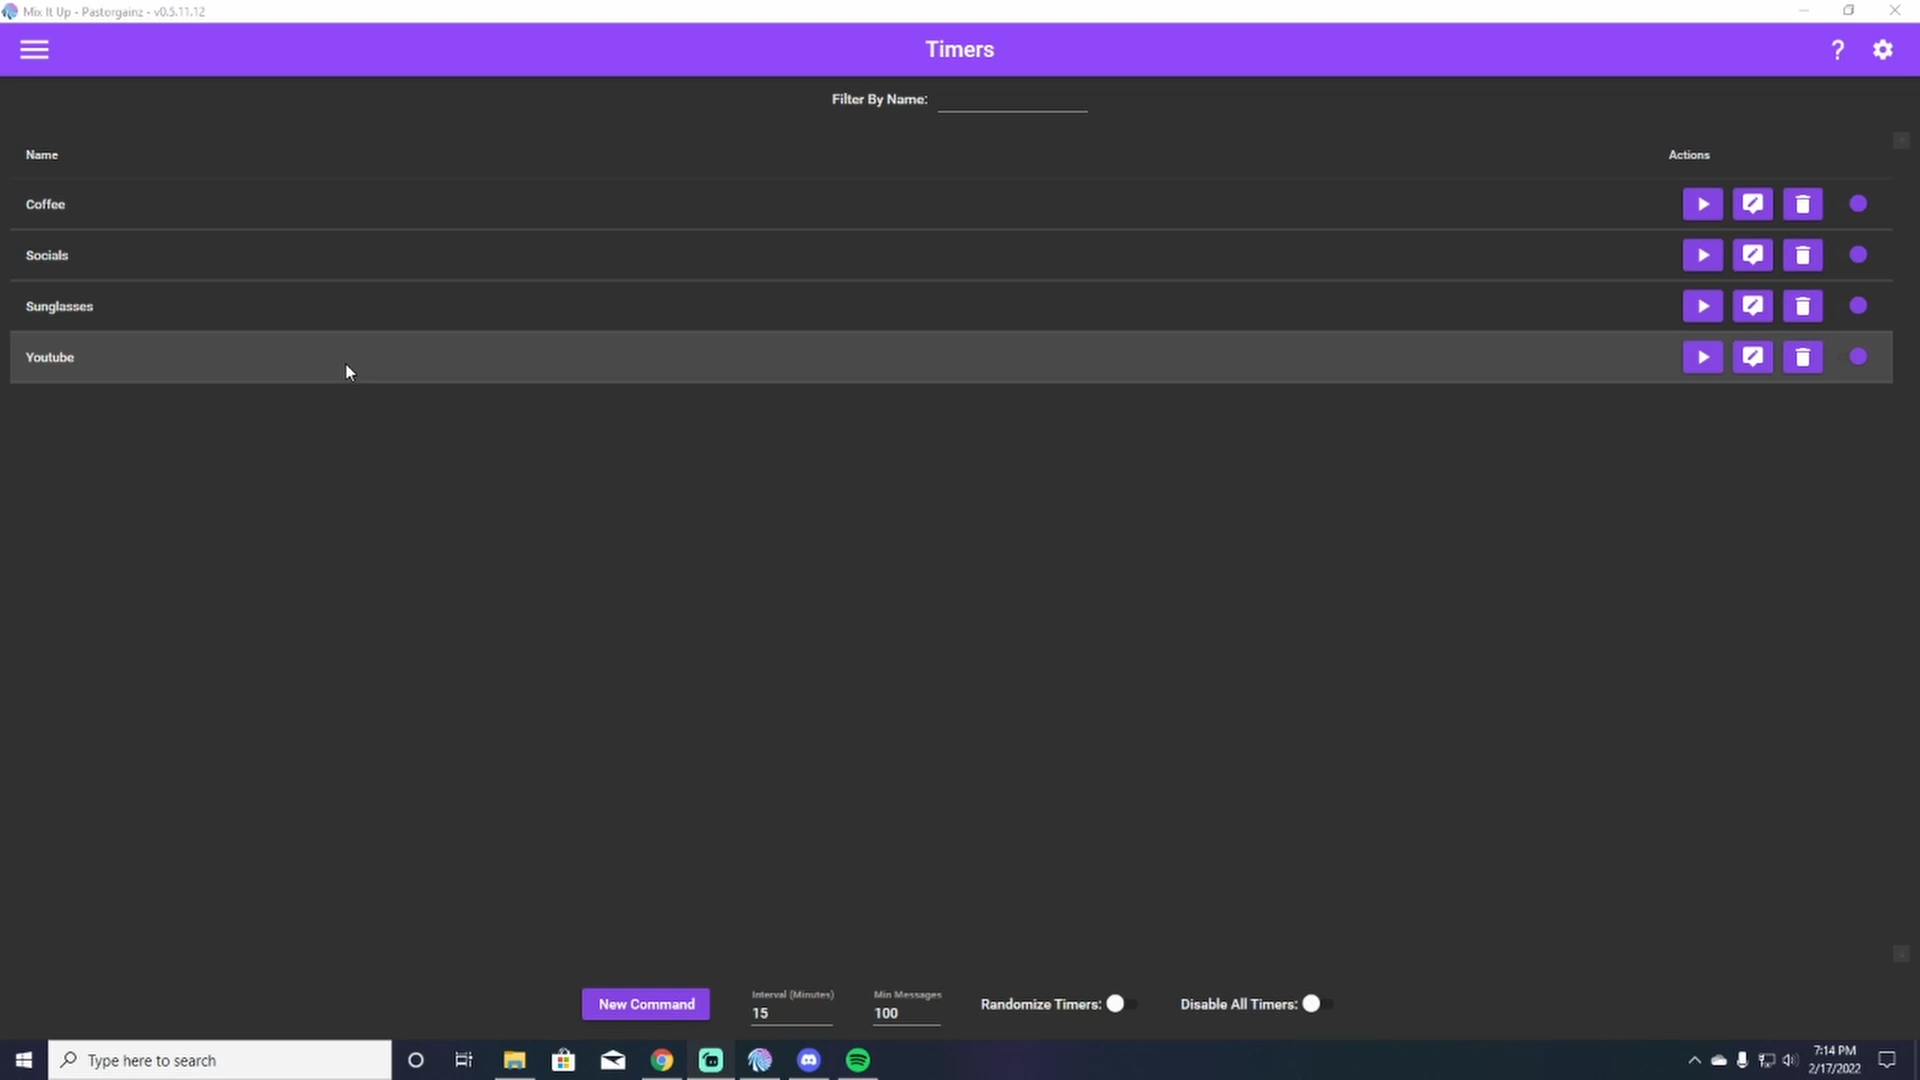 Mix It Up - Pastorgainz - v0.5.11.12
Timers
?
Filter By Name:
Name
Actions
Coffee
Socials
Sunglasses
Youtube
New Command
Interval (Minutes)
15
Min Messages
100
Randomize Timers:
Disable All Timers:
Type here to search
7:14 PM
2/17/2022